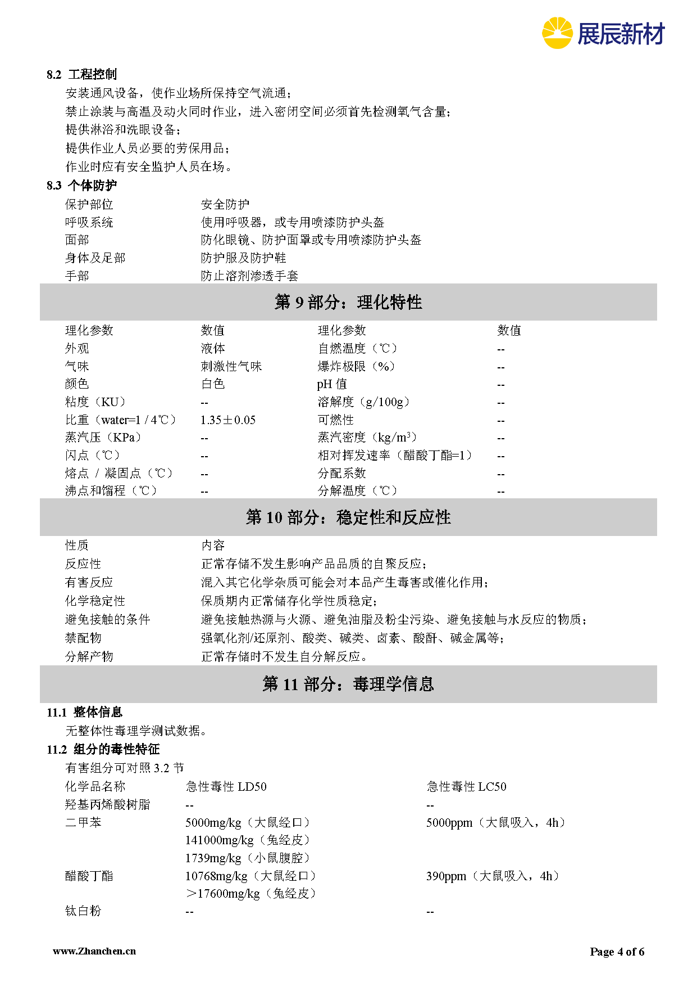 展辰新材
8.2 工程控制
安装通风设备，使作业场所保持空气流通；
禁止涂装与高温及动火同时作业，进入密闭空间必须首先检测氧气含量；
提供淋浴和洗眼设备；
提供作业人员必要的劳保用品；
作业时应有安全监护人员在场。
8.3 个体防护
保护部位 安全防护
呼吸系统 使用呼吸器，或专用喷漆防护头盔
面部 防化眼镜、防护面罩或专用喷漆防护头盔
身体及足部 防护服及防护鞋
手部 防止溶剂渗透手套
第 9 部分：理化特性
理化参数 数值 理化参数 数值
外观 液体 自燃温度（℃） --
气味 刺激性气味 爆炸极限（%） --
颜色 白色 pH 值 --
粘度（KU） -- 溶解度（g/100g） --
比重（water=1 / 4℃） 1.35±0.05 可燃性 --
蒸汽压（KPa） -- 蒸汽密度（kg/m³） --
闪点（℃） -- 相对挥发速率（醋酸丁酯=1） --
熔点 / 凝固点（℃） -- 分配系数 --
沸点和馏程（℃） -- 分解温度（℃） --
第 10 部分：稳定性和反应性
性质 内容
反应性 正常存储不发生影响产品品质的自聚反应；
有害反应 混入其它化学杂质可能会对本品产生毒害或催化作用；
化学稳定性 保质期内正常储存化学性质稳定；
避免接触的条件 避免接触热源与火源、避免油脂及粉尘污染、避免接触与水反应的物质；
禁配物 强氧化剂/还原剂、酸类、碱类、卤素、酸酐、碱金属等；
分解产物 正常存储时不发生自分解反应。
第 11 部分：毒理学信息
11.1 整体信息
无整体性毒理学测试数据。
11.2 组分的毒性特征
有害组分可对照 3.2 节
化学品名称 急性毒性 LD50 急性毒性 LC50
羟基丙烯酸树脂 -- --
二甲苯 5000mg/kg（大鼠经口） 5000ppm（大鼠吸入，4h）
141000mg/kg（兔经皮）
1739mg/kg（小鼠腹腔）
醋酸丁酯 10768mg/kg（大鼠经口） 390ppm（大鼠吸入，4h）
＞17600mg/kg（兔经皮）
钛白粉 -- --
www.Zhanchen.cn Page 4 of 6